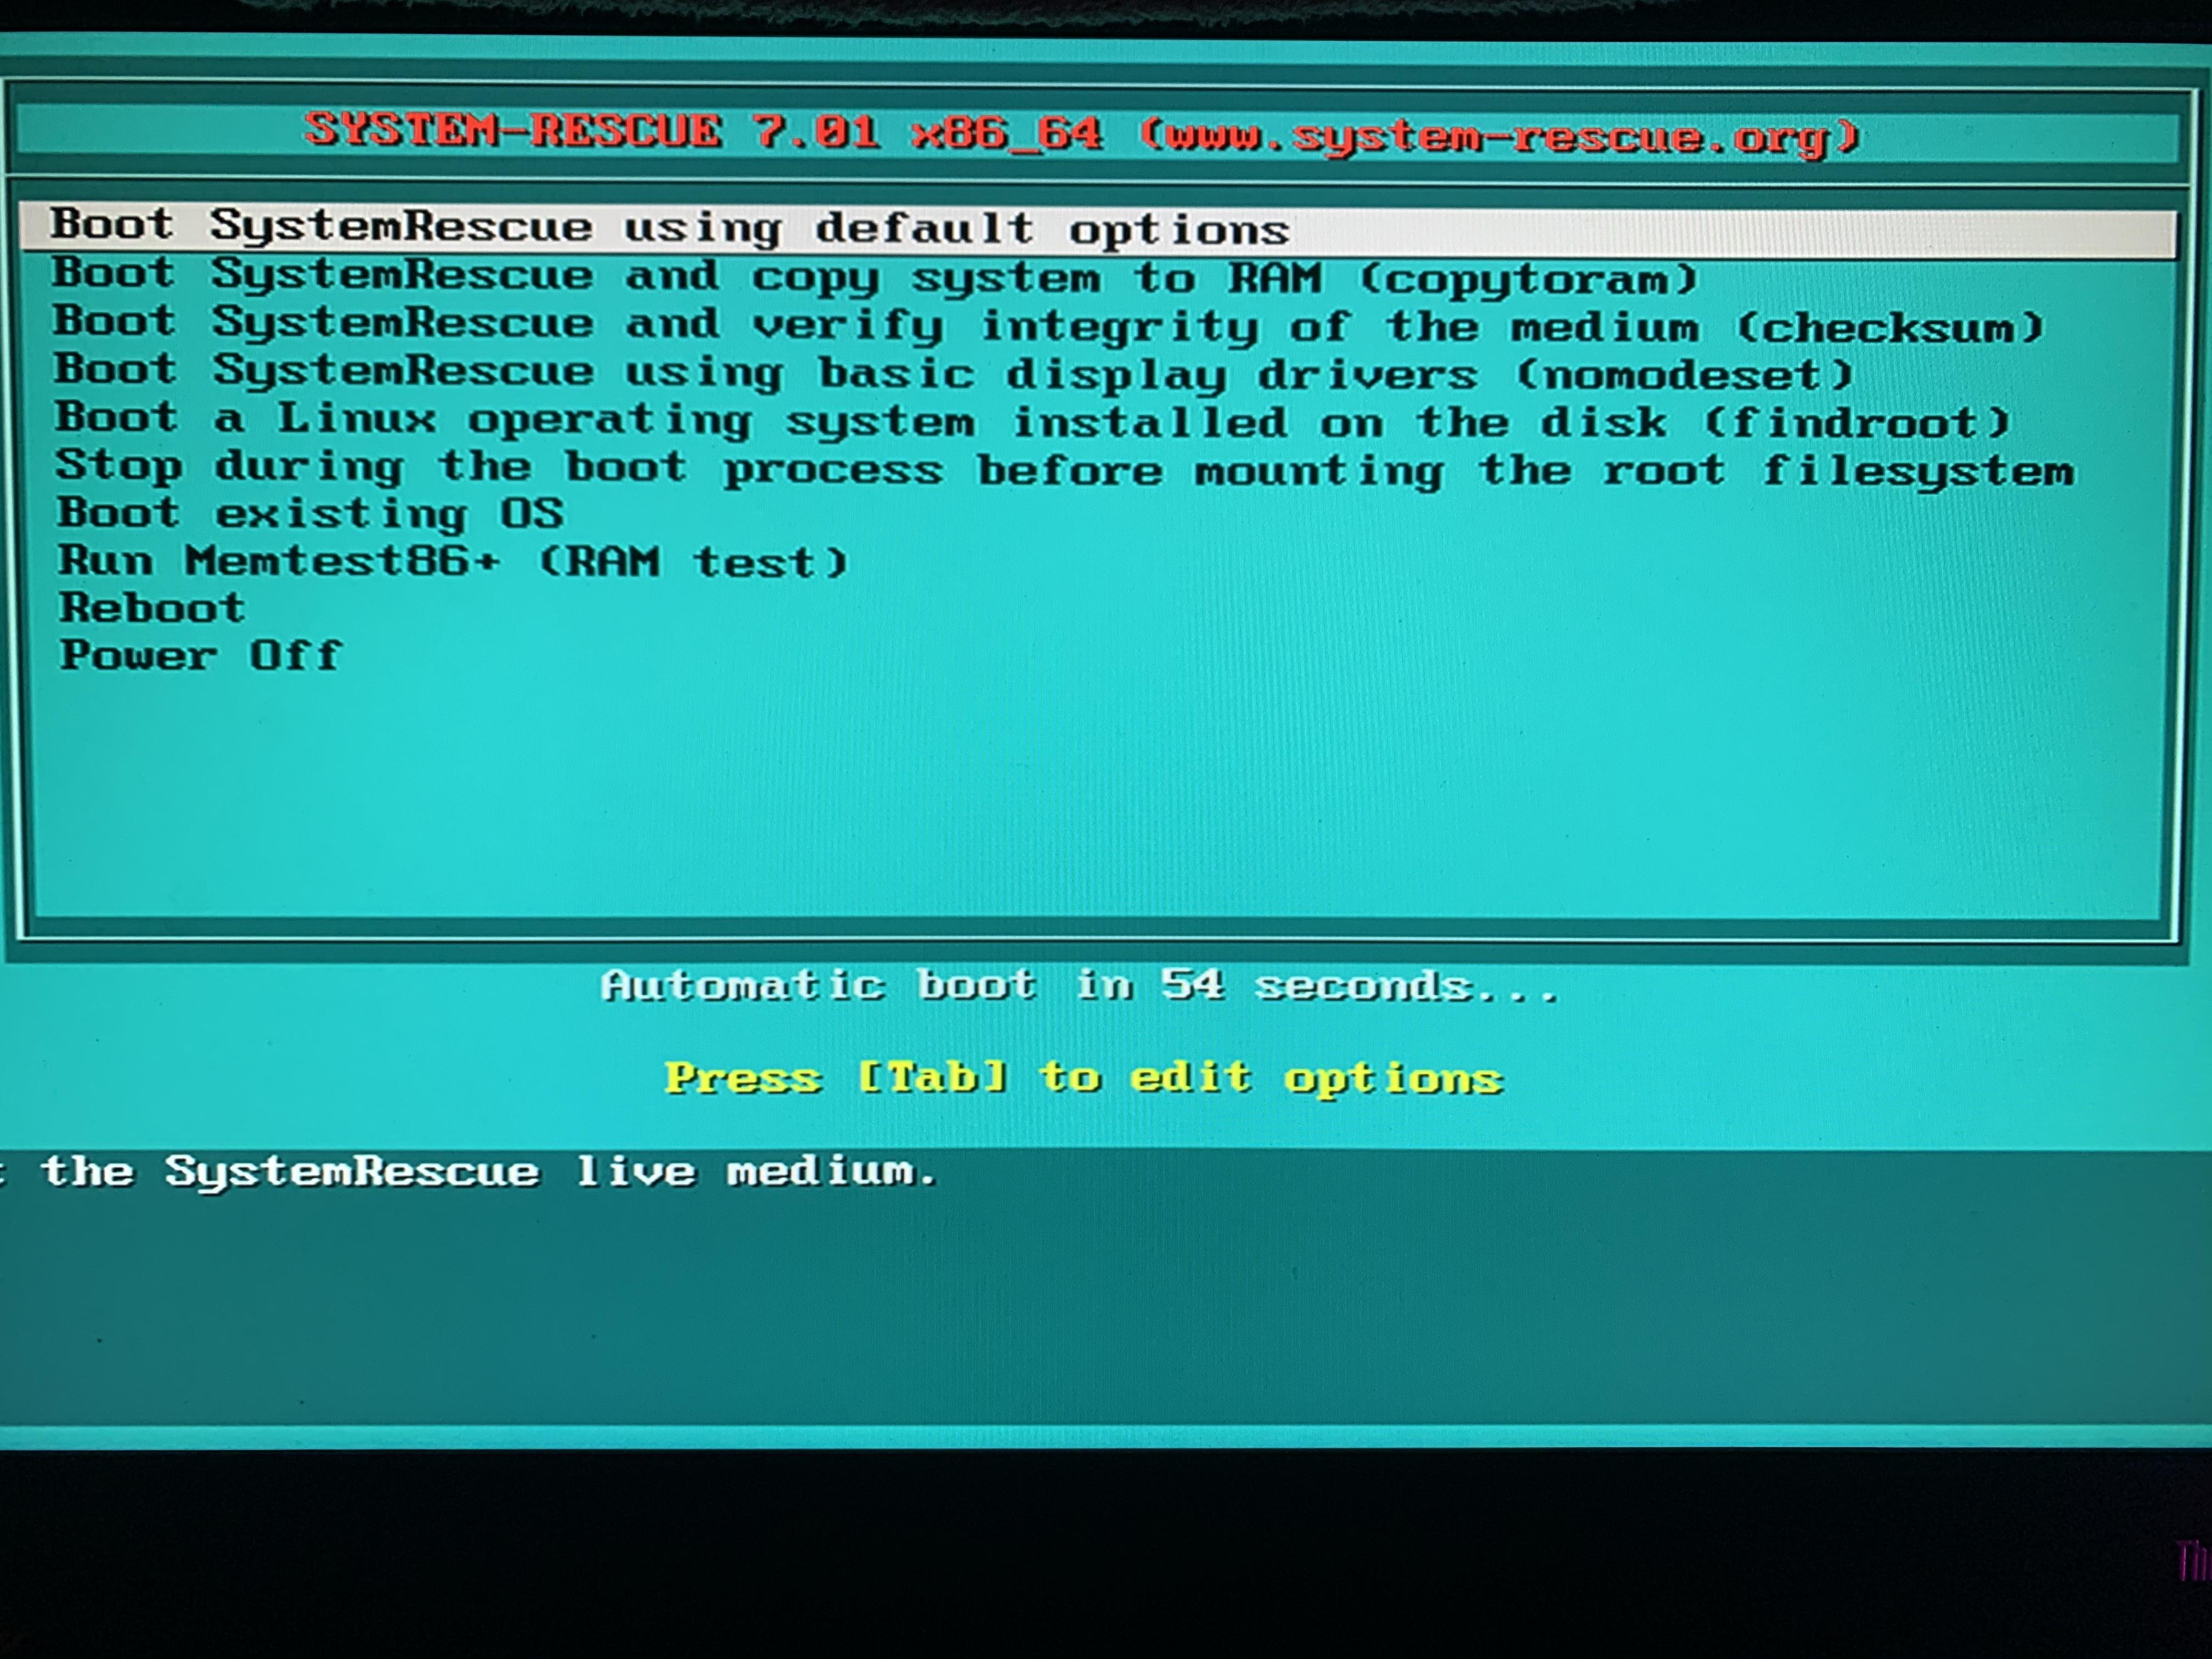 SYSTEM-RESCUE 7.01 x86_64 (www.system-rescue.org)
Boot SystemRescue using default options
Boot SystemRescue and copy system to RAM (copytoram)
Boot SystemRescue and verify integrity of the medium (checksum)
Boot SystemRescue using basic display drivers (nomodeset)
Boot a Linux operating system installed on the disk (findroot)
Stop during the boot process before mounting the root filesystem
Boot existing OS
Run Memtest86+ (RAM test)
Reboot
Power Off
Automatic boot in 54 seconds...
Press [Tab] to edit options
the SystemRescue live medium.